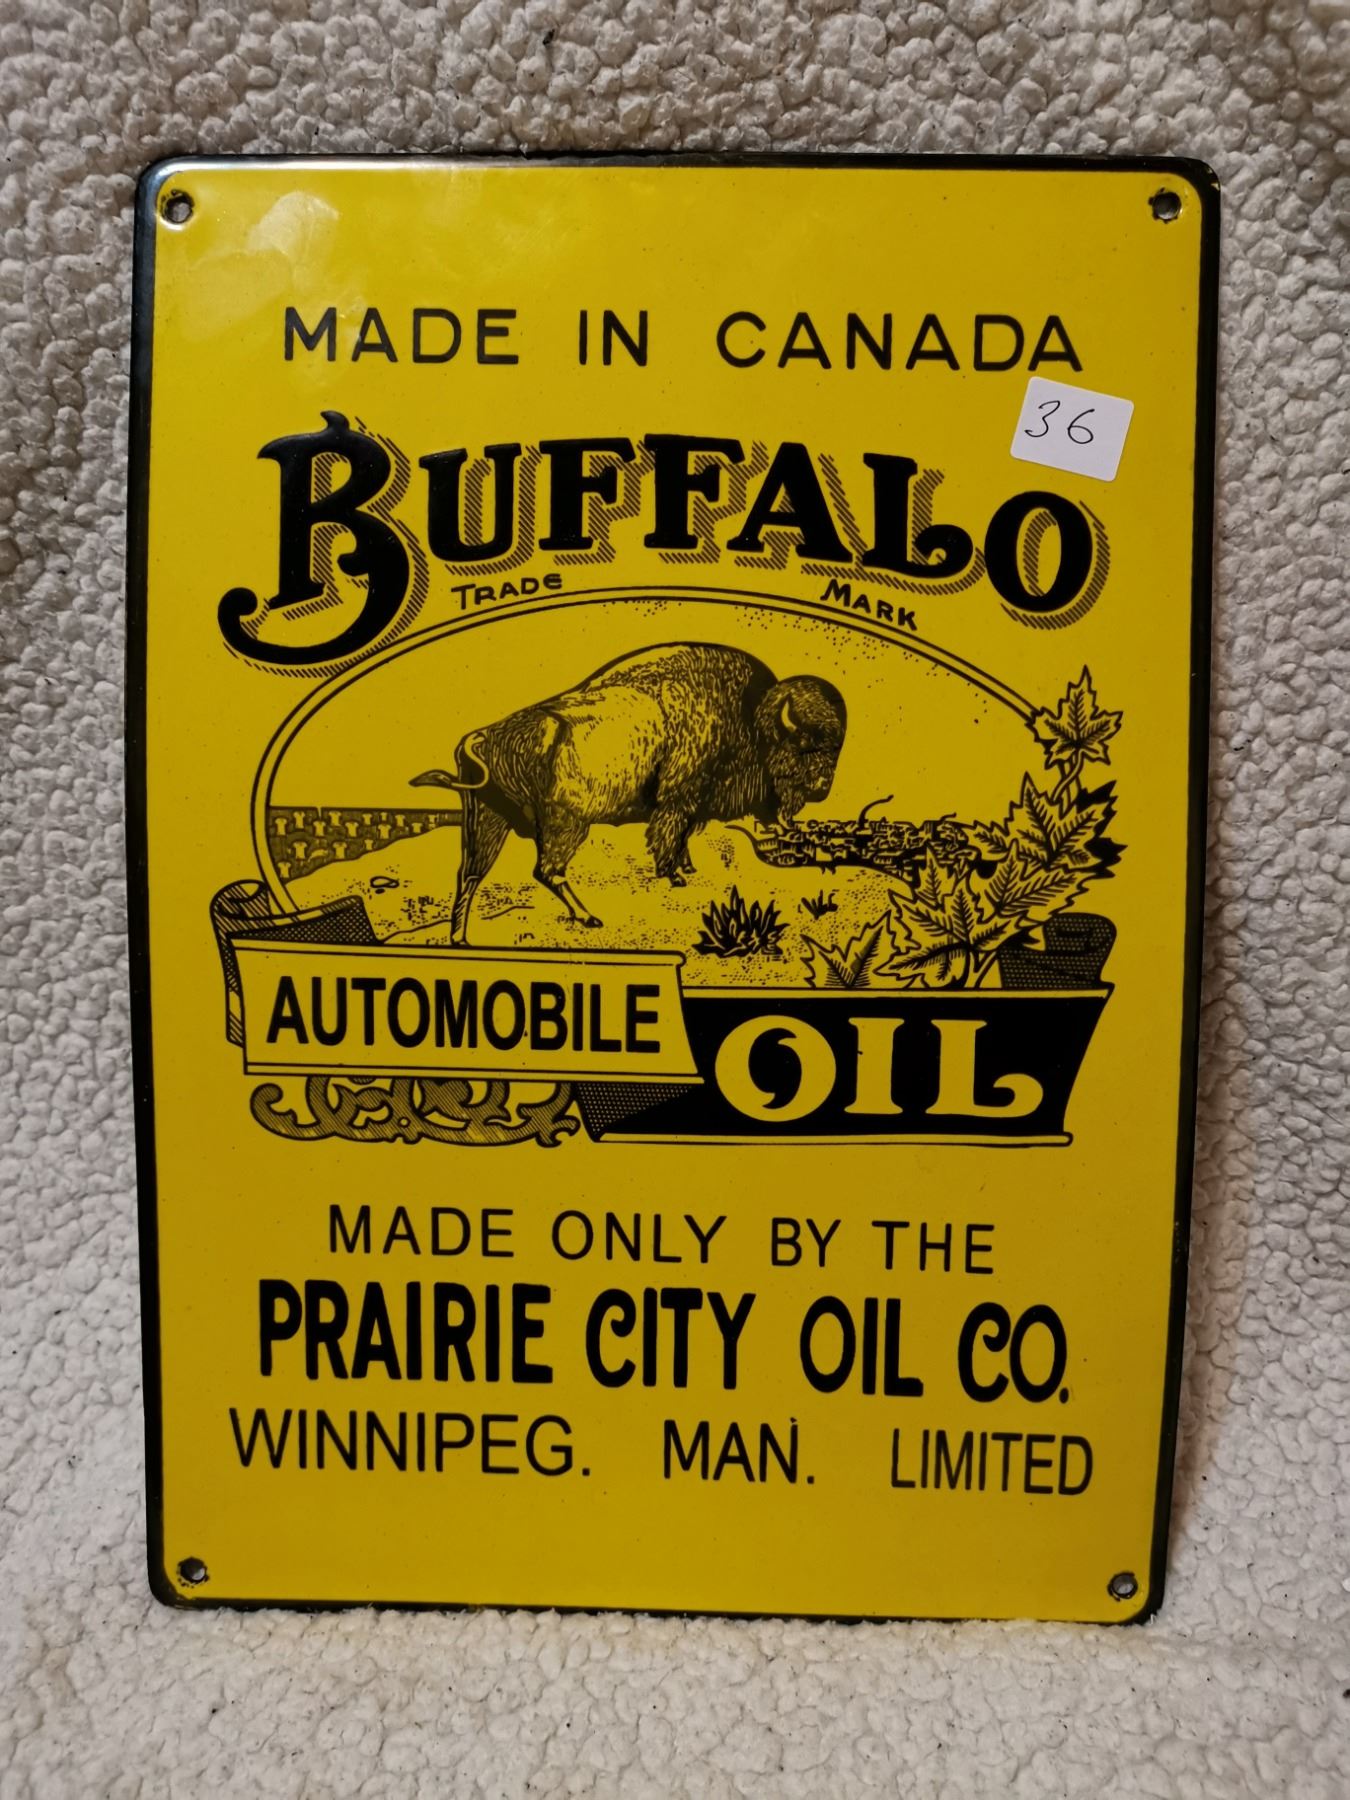 MADE IN CANADA
36
BUFFALO
TRADE MARK
AUTOMOBILE
OIL
MADE ONLY BY THE
PRAIRIE CITY OIL CO.
WINNIPEG. MAN. LIMITED